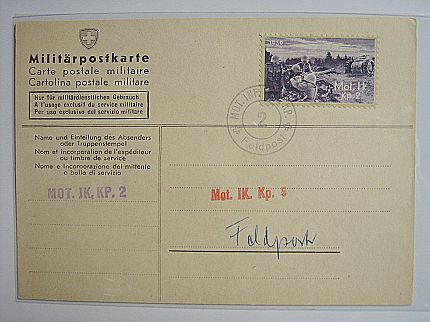 Militärpostkarte
Carte postale militaire
Cartolina postale militare
Nur für militärdienstlichen Gebrauch
A l'usage exclusif du service militaire
Per uso esclusivo del servizio militare
Name und Einteilung des Absenders
oder Truppenstempel
Nom et incorporation de l'expéditeur
ou timbre de service
Nome e incorporazione del mittente
o bollo di servizio
MOT. JK, KP. 2
1939
Mot. J.K.
Kp. 2
2
Feldpost
Mot. IK. Kp. 5
Feldpost